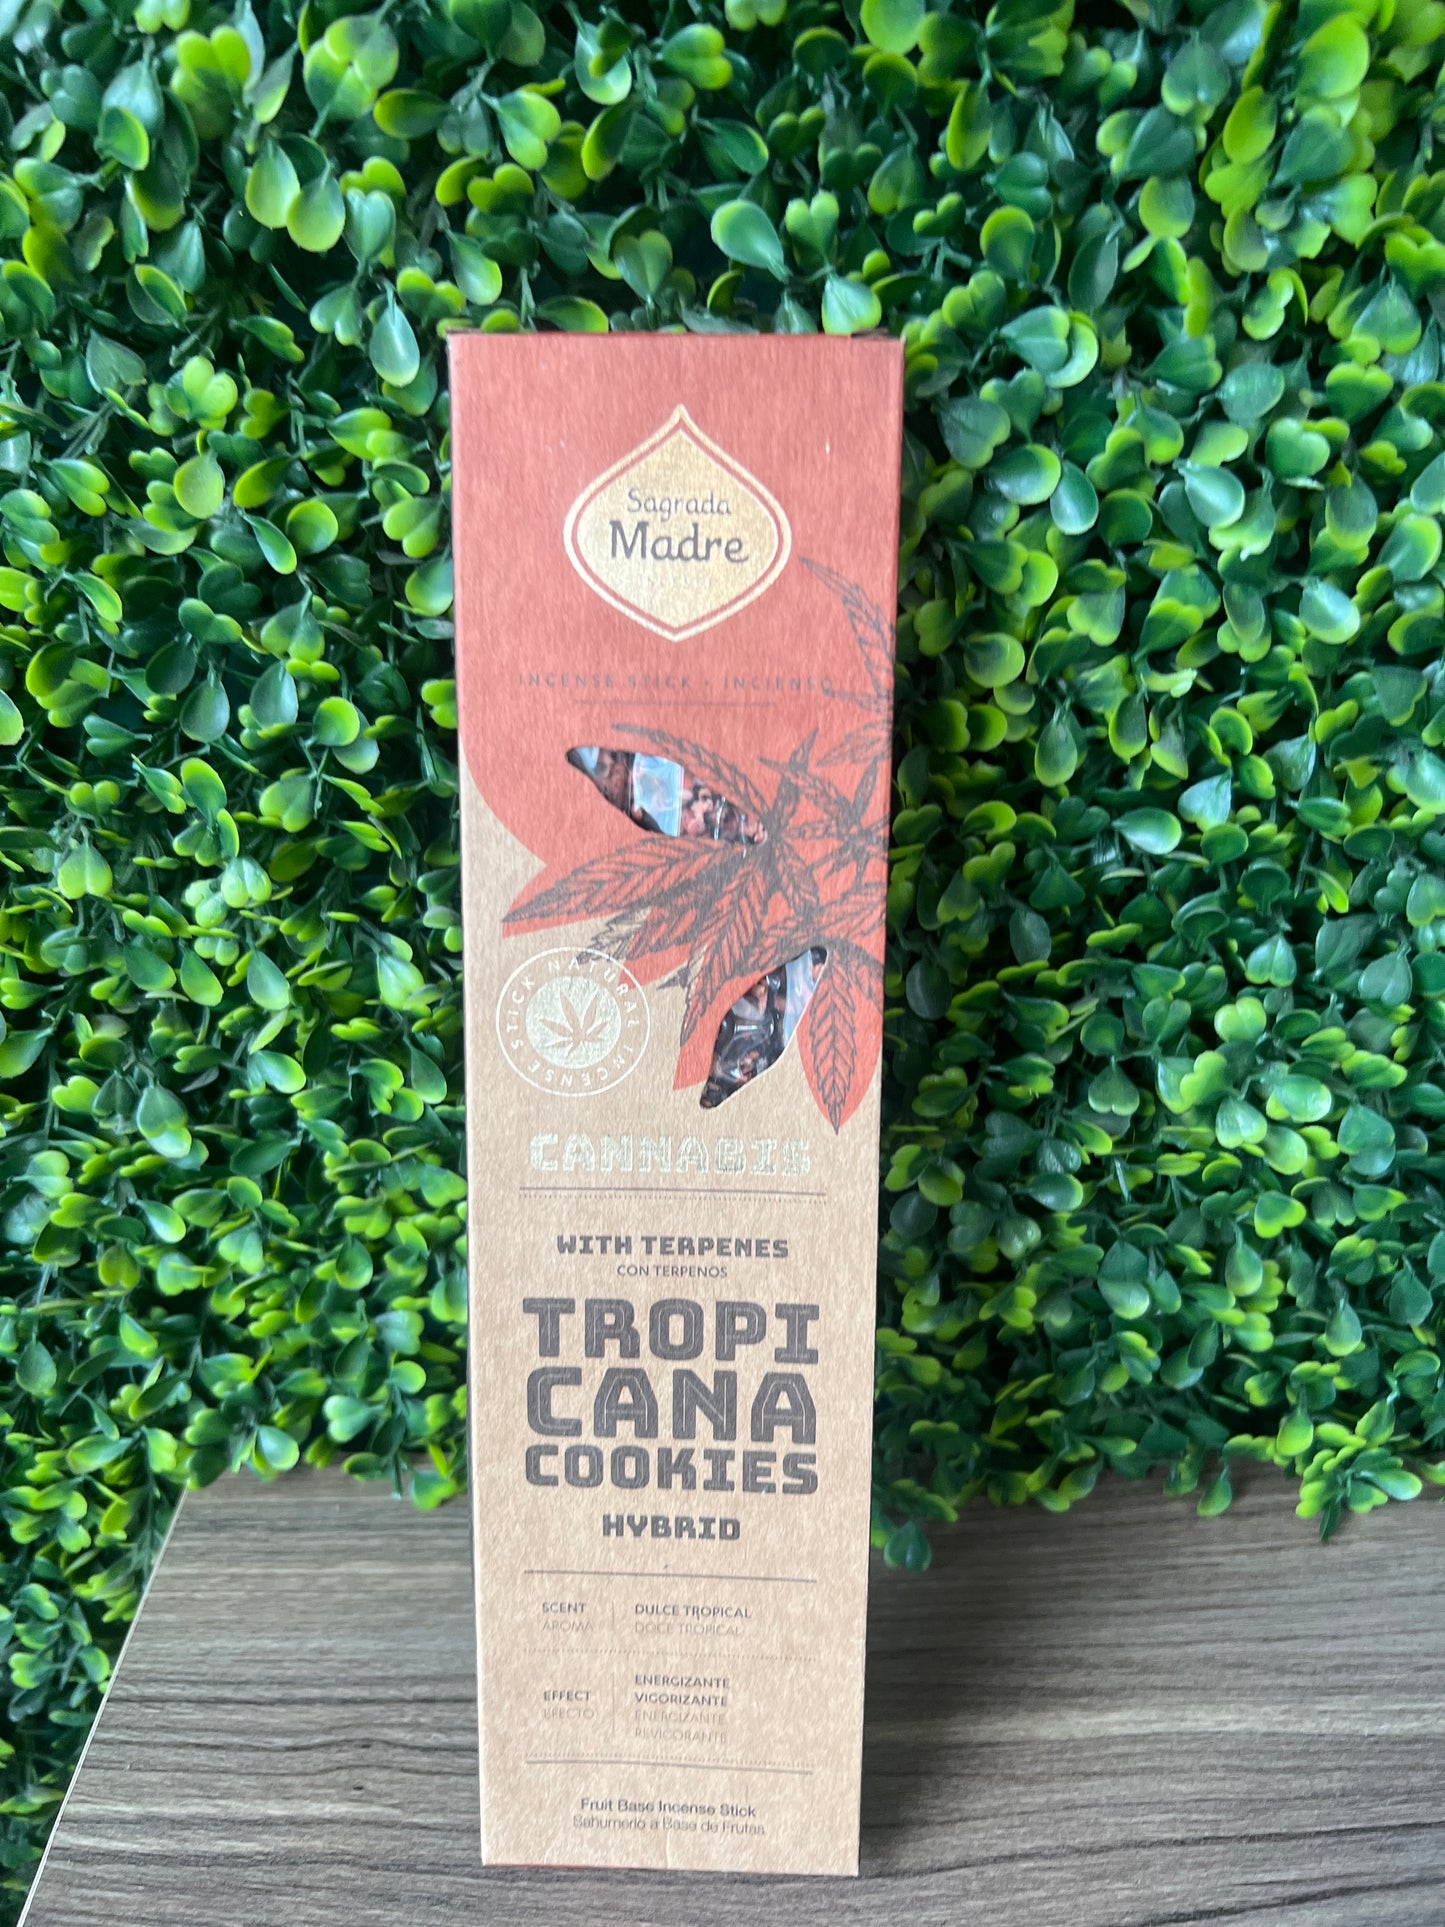 Sagrada
Madre
INCENSE STICK · INCIENSO
NATURAL INCENSE STICK
CANNABIS
WITH TERPENES
CON TERPENOS
TROPI
CANA
COOKIES
HYBRID
SCENT DULCE TROPICAL
AROMA DOCE TROPICAL
ENERGIZANTE
EFFECT VIGORIZANTE
EFECTO ENERGIZANTE
REVIGORANTE
Fruit Base Incense Stick
Sahumerio a Base de Frutas